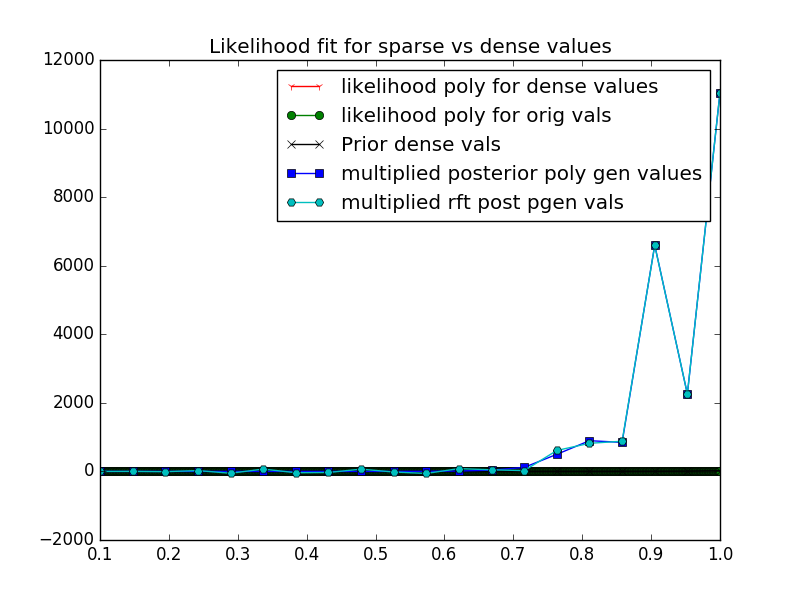 Likelihood fit for sparse vs dense values
12000
10000
8000
6000
4000
2000
0
−2000
likelihood poly for dense values
likelihood poly for orig vals
Prior dense vals
multiplied posterior poly gen values
multiplied rft post pgen vals
0.1 0.2 0.3 0.4 0.5 0.6 0.7 0.8 0.9 1.0